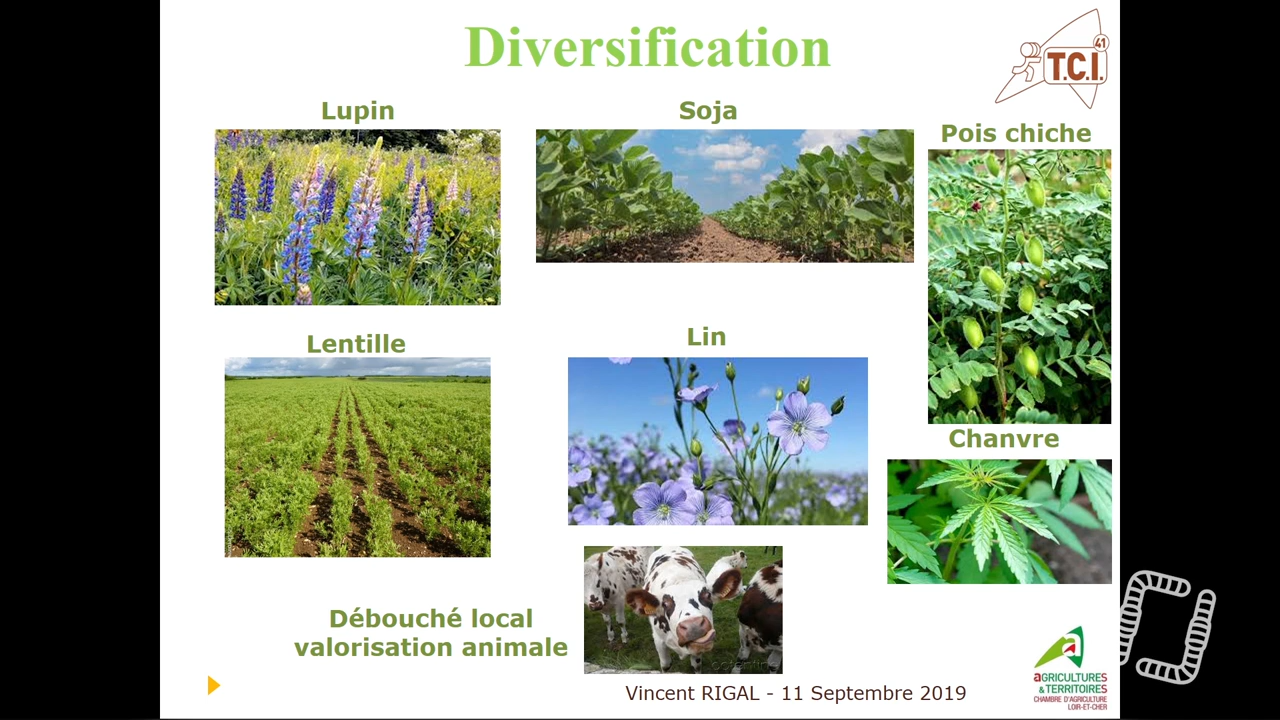 Diversification
41
T.C.I.
Lupin
Soja
Pois chiche
Lentille
Lin
Chanvre
Débouché local
valorisation animale
Vincent RIGAL - 11 Septembre 2019
a
AGRICULTURES
& TERRITOIRES
CHAMBRE D'AGRICULTURE
LOIR-ET-CHER